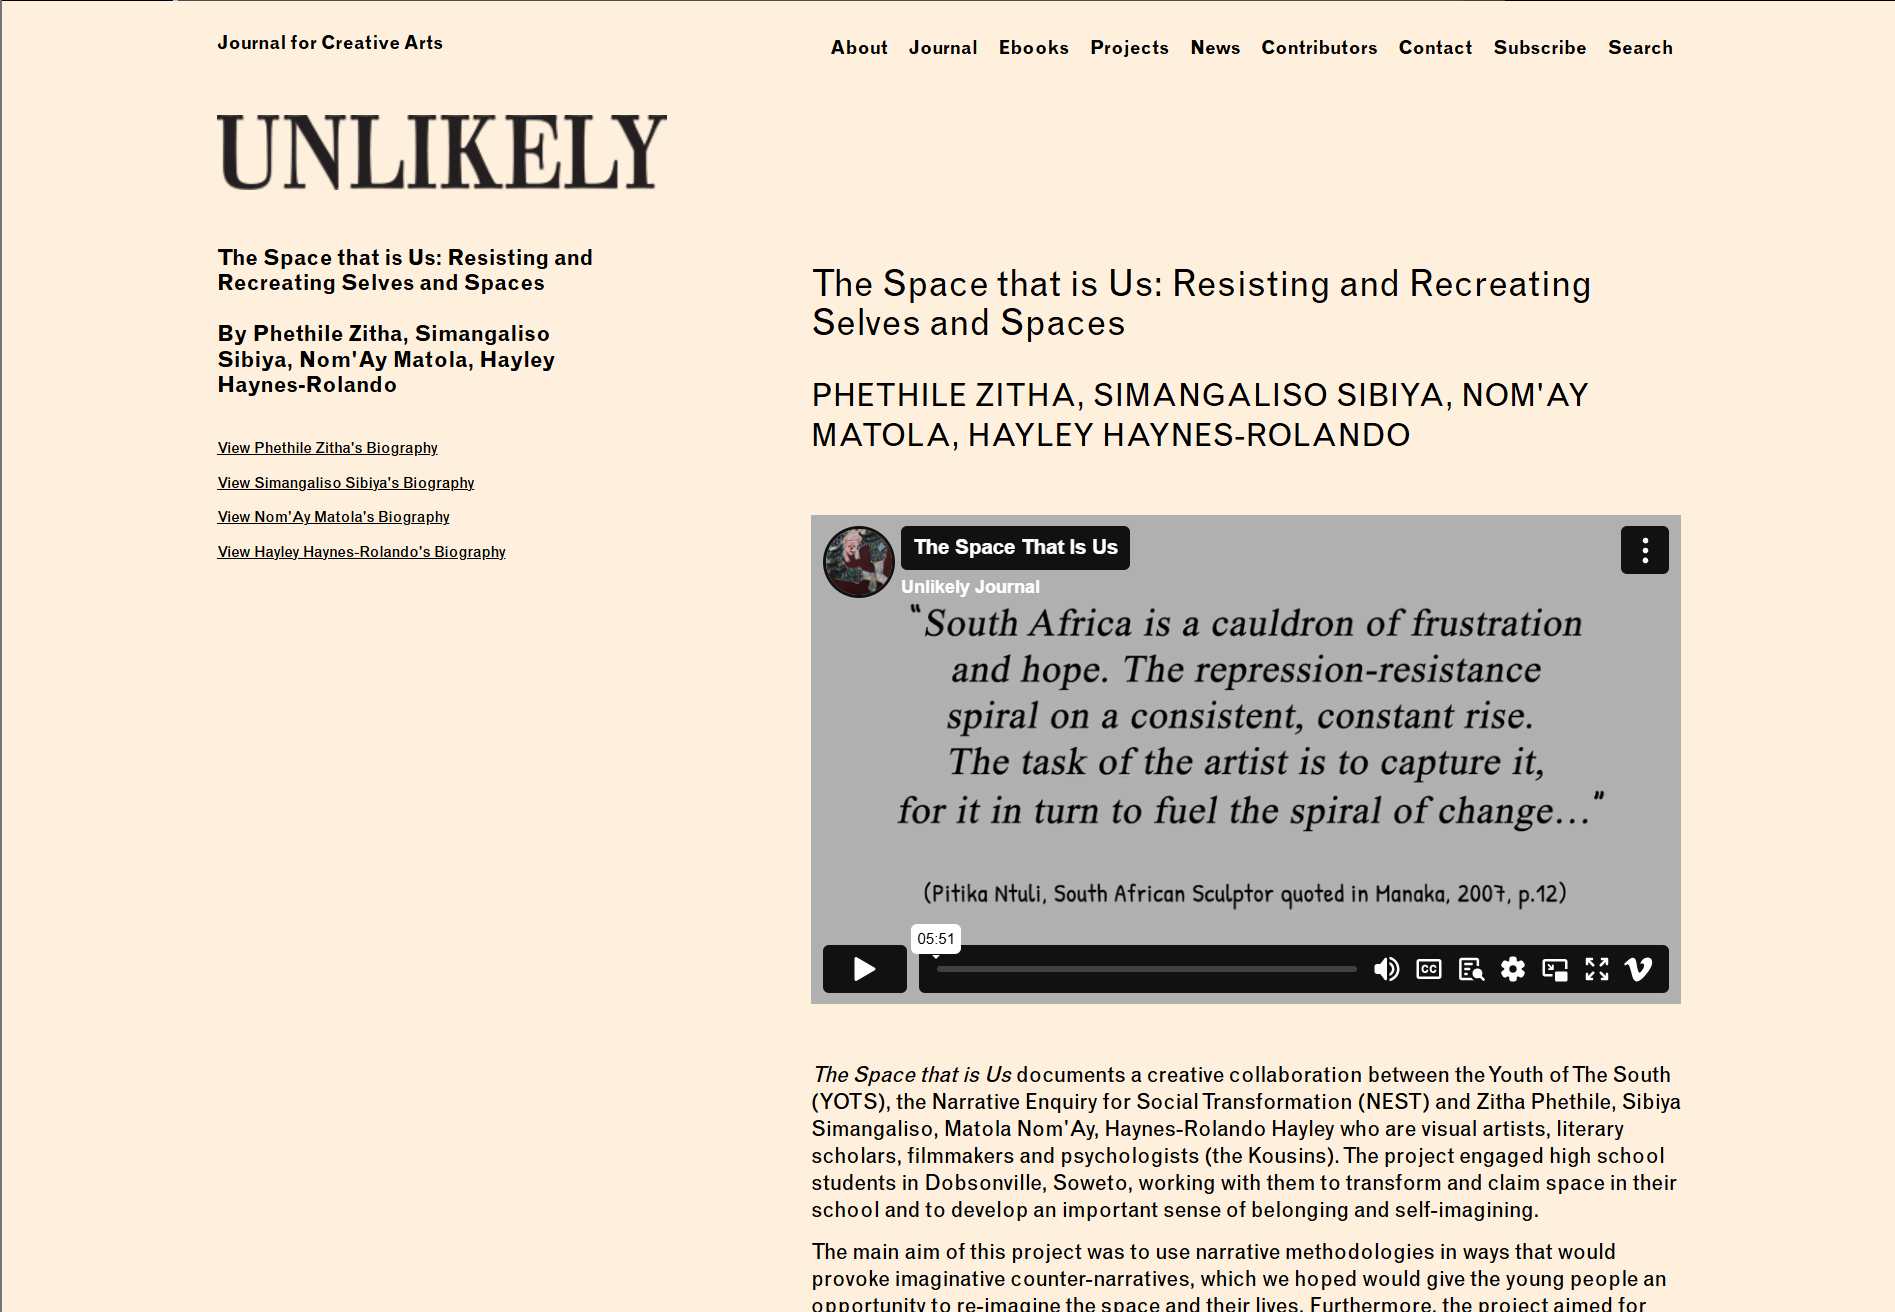 Journal for Creative Arts
About Journal Ebooks Projects News Contributors Contact Subscribe Search
UNLIKELY
The Space that is Us: Resisting and
Recreating Selves and Spaces
By Phethile Zitha, Simangaliso
Sibiya, Nom'Ay Matola, Hayley
Haynes-Rolando
View Phethile Zitha's Biography
View Simangaliso Sibiya's Biography
View Nom'Ay Matola's Biography
View Hayley Haynes-Rolando's Biography
The Space that is Us: Resisting and Recreating
Selves and Spaces
PHETHILE ZITHA, SIMANGALISO SIBIYA, NOM'AY
MATOLA, HAYLEY HAYNES-ROLANDO
The Space That Is Us
Unlikely Journal
"South Africa is a cauldron of frustration
and hope. The repression-resistance
spiral on a consistent, constant rise.
The task of the artist is to capture it,
for it in turn to fuel the spiral of change..."
(Pitika Ntuli, South African Sculptor quoted in Manaka, 2007, p.12)
05:51
CC
The Space that is Us documents a creative collaboration between the Youth of The South
(YOTS), the Narrative Enquiry for Social Transformation (NEST) and Zitha Phethile, Sibiya
Simangaliso, Matola Nom'Ay, Haynes-Rolando Hayley who are visual artists, literary
scholars, filmmakers and psychologists (the Kousins). The project engaged high school
students in Dobsonville, Soweto, working with them to transform and claim space in their
school and to develop an important sense of belonging and self-imagining.
The main aim of this project was to use narrative methodologies in ways that would
provoke imaginative counter-narratives, which we hoped would give the young people an
opportunity to re-imagine the space and their lives. Furthermore, the project aimed for